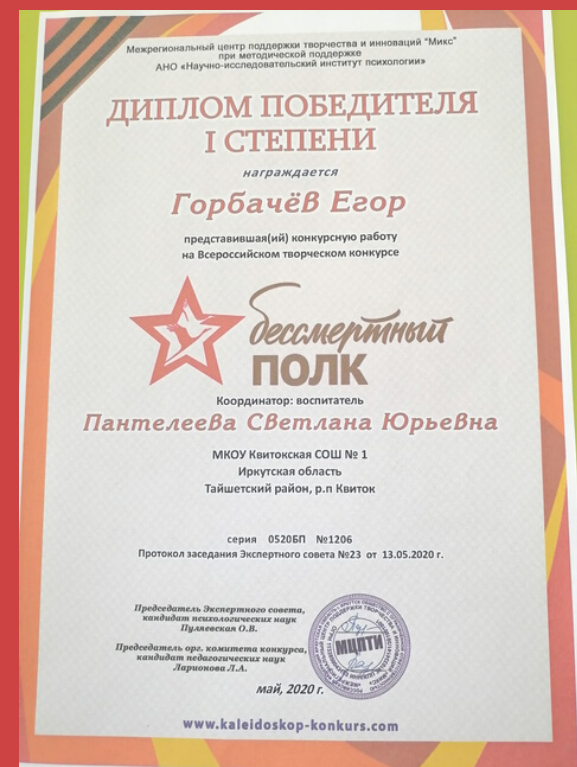 Межрегиональный центр поддержки творчества и инноваций "Микс"
при методической поддержке
АНО «Научно-исследовательский институт психологии»
ДИПЛОМ ПОБЕДИТЕЛЯ
I СТЕПЕНИ
награждается
Горбачёв Егор
представившая(ий) конкурсную работу
на Всероссийском творческом конкурсе
бессмертный
ПОЛК
Координатор: воспитатель
Пантелеева Светлана Юрьевна
МКОУ Квитокская СОШ № 1
Иркутская область
Тайшетский район, р.п Квиток
серия 0520БП №1206
Протокол заседания Экспертного совета №23 от 13.05.2020 г.
Председатель Экспертного совета,
кандидат психологических наук
Пуляевская О.В.
Председатель орг. комитета конкурса,
кандидат педагогических наук
Ларионова Л.А.
МЦПТИ
май, 2020 г.
www.kaleidoskop-konkurs.com